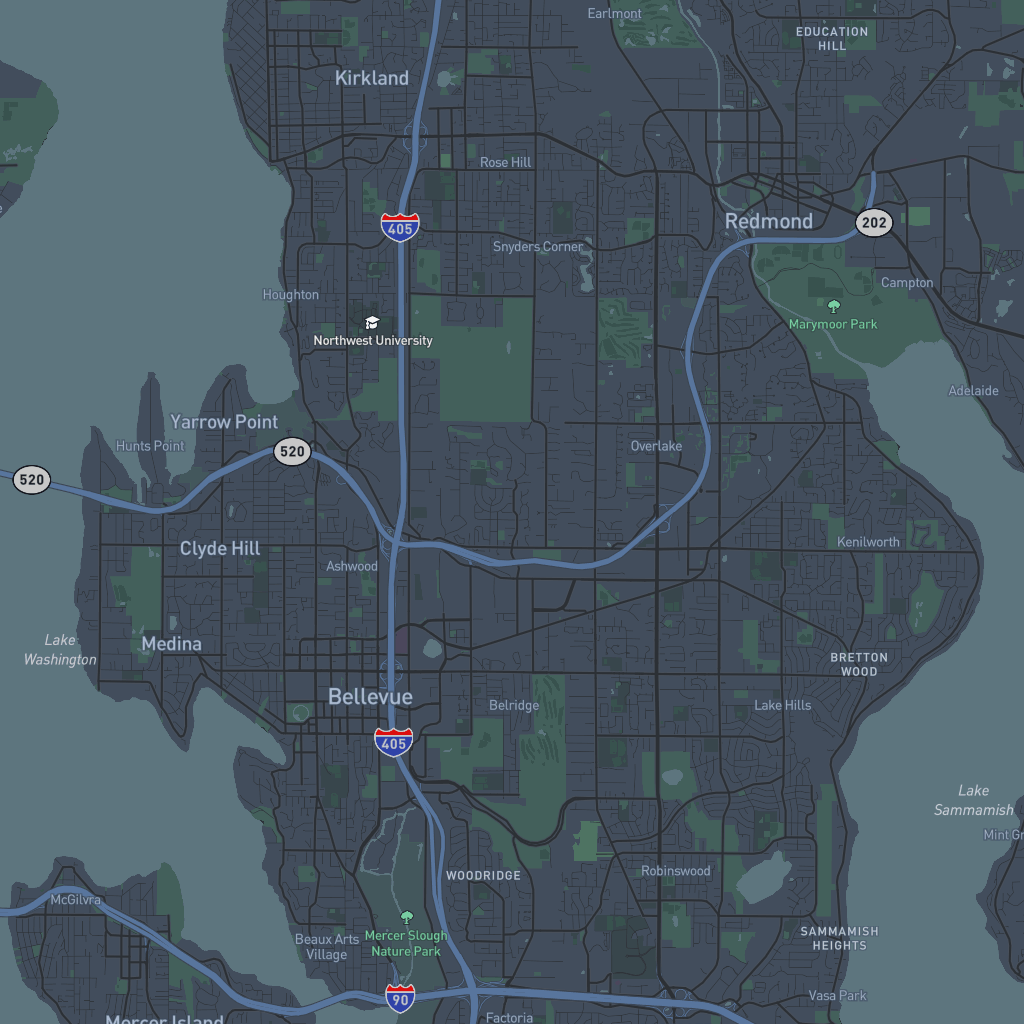 Earlmont
EDUCATION
HILL
Kirkland
Rose Hill
Redmond
202
405
Snyders Corner
Campton
Houghton
Marymoor Park
Northwest University
Adelaide
Yarrow Point
Hunts Point
Overlake
520
520
Clyde Hill
Kenilworth
Ashwood
Lake
Washington
Medina
BRETTON
WOOD
Bellevue
Belridge
Lake Hills
405
Lake
Sammamish
Mint Gr
WOODRIDGE
Robinswood
McGilvra
Mercer Slough
Nature Park
Beaux Arts
Village
SAMMAMISH
HEIGHTS
90
Vasa Park
Factoria
Mercer Island